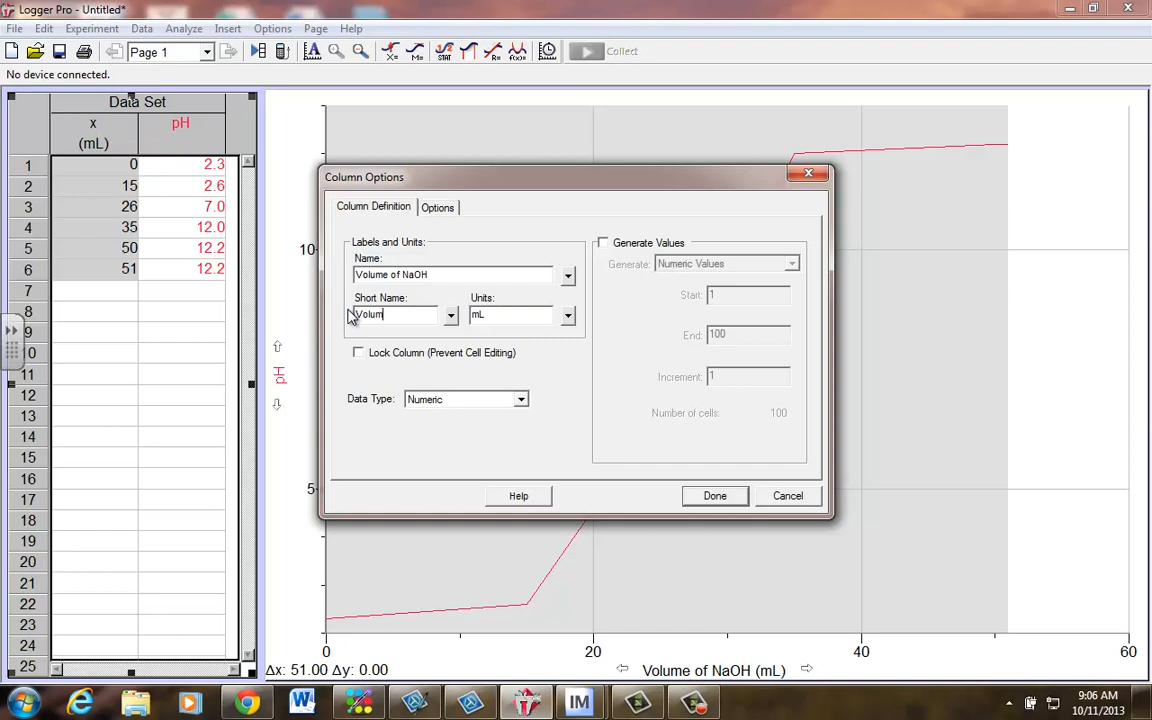 Logger Pro - Untitled*
File Edit Experiment Data Analyze Insert Options Page Help
Page 1
Collect
No device connected.
Data Set
x
(mL)
pH
1 0 2.3
2 15 2.6
3 26 7.0
4 35 12.0
5 50 12.2
6 51 12.2
7
8
9
10
11
12
13
14
15
16
17
18
19
20
21
22
23
24
25
Column Options
Column Definition Options
Labels and Units:
Name:
Volume of NaOH
Short Name: Units:
Volum mL
Lock Column (Prevent Cell Editing)
Data Type: Numeric
Generate Values
Generate: Numeric Values
Start: 1
End: 100
Increment: 1
Number of cells: 100
Help Done Cancel
10
5
pH
0 20 40 60
Δx: 51.00 Δy: 0.00
Volume of NaOH (mL)
IM
9:06 AM
10/11/2013